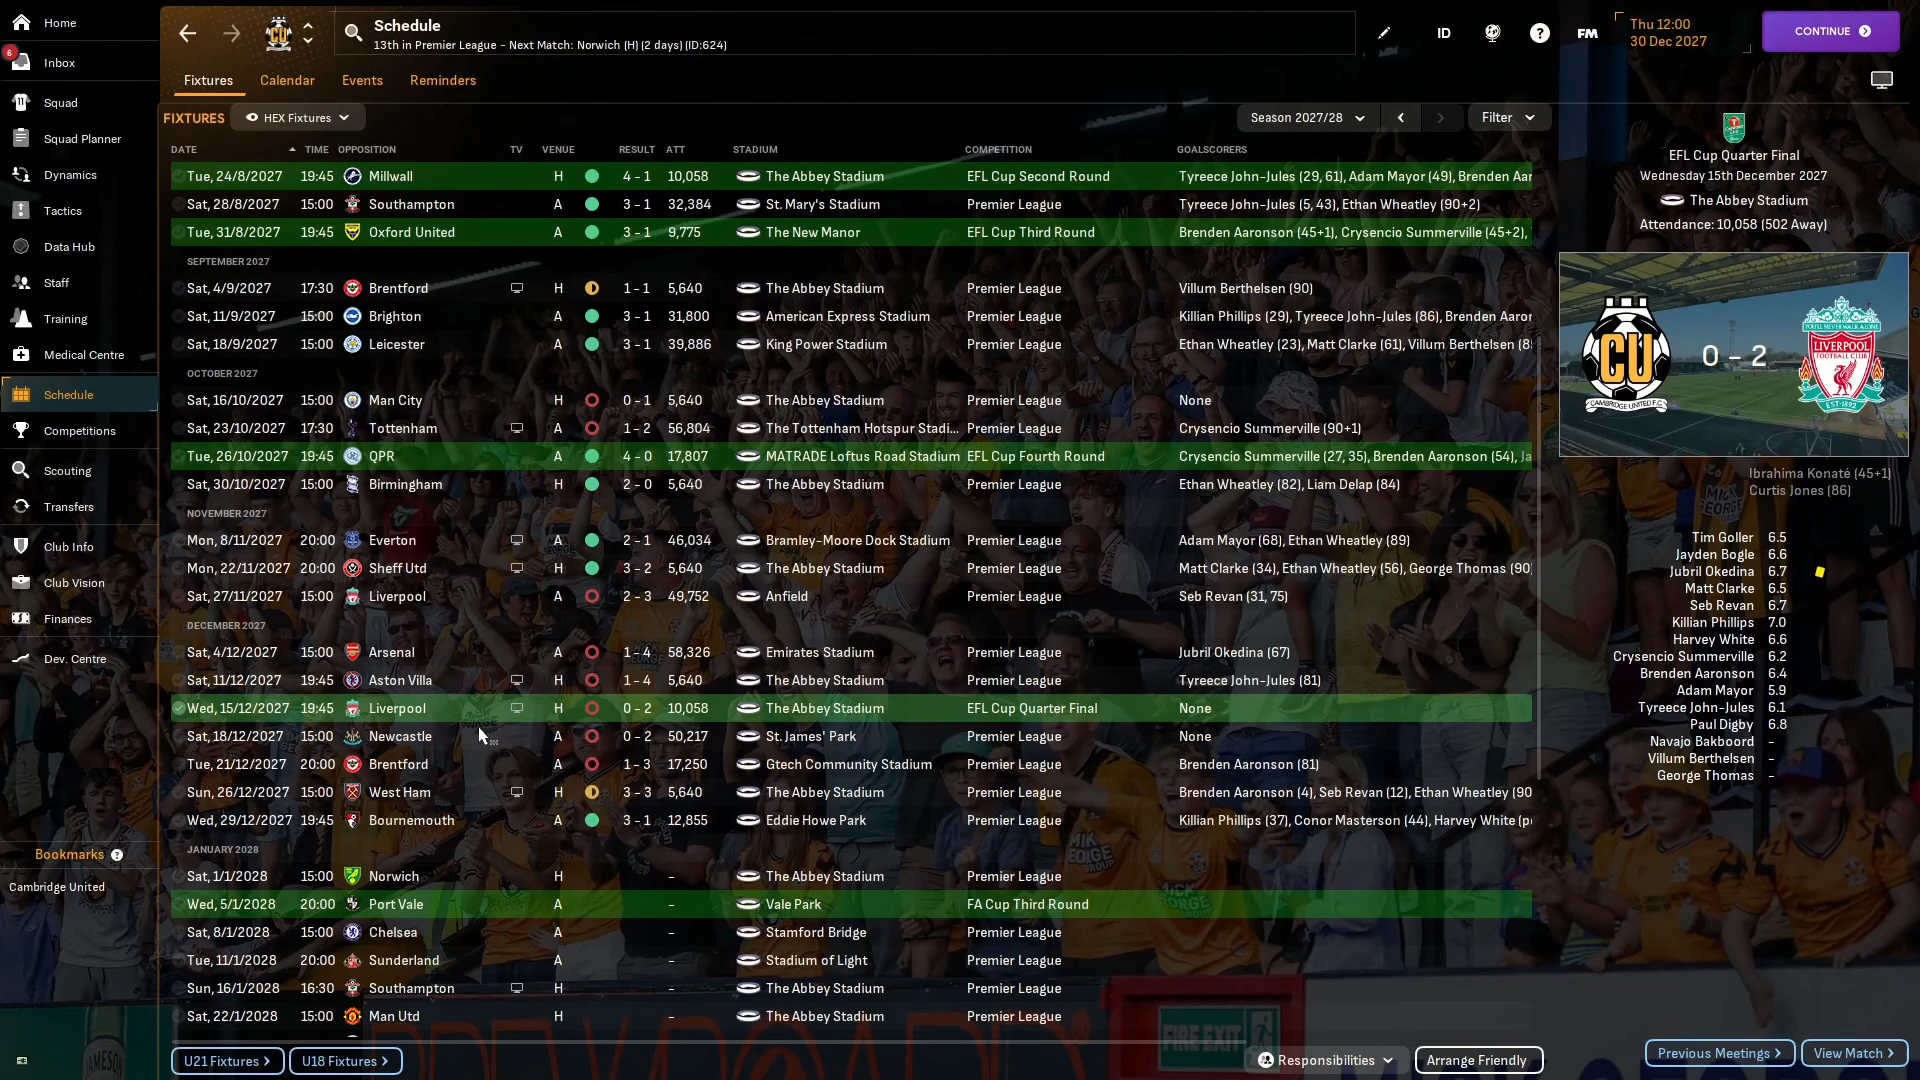 Home
6
Inbox
Squad
Squad Planner
Dynamics
Tactics
Data Hub
Staff
Training
Medical Centre
Schedule
Competitions
Scouting
Transfers
Club Info
Club Vision
Finances
Dev. Centre
Bookmarks ?
Cambridge United
Schedule
13th in Premier League - Next Match: Norwich (H) (2 days) (ID:624)
ID
?
FM
Thu 12:00
30 Dec 2027
CONTINUE
Fixtures Calendar Events Reminders
FIXTURES HEX Fixtures Season 2027/28 Filter
DATE TIME OPPOSITION TV VENUE RESULT ATT STADIUM COMPETITION GOALSCORERS
Tue, 24/8/2027 19:45 Millwall H 4 - 1 10,058 The Abbey Stadium EFL Cup Second Round Tyreece John-Jules (29, 61), Adam Mayor (49), Brenden Aar
Sat, 28/8/2027 15:00 Southampton A 3 - 1 32,384 St. Mary's Stadium Premier League Tyreece John-Jules (5, 43), Ethan Wheatley (90+2)
Tue, 31/8/2027 19:45 Oxford United A 3 - 1 9,775 The New Manor EFL Cup Third Round Brenden Aaronson (45+1), Crysencio Summerville (45+2),
SEPTEMBER 2027
Sat, 4/9/2027 17:30 Brentford H 1 - 1 5,640 The Abbey Stadium Premier League Villum Berthelsen (90)
Sat, 11/9/2027 15:00 Brighton A 3 - 1 31,800 American Express Stadium Premier League Killian Phillips (29), Tyreece John-Jules (86), Brenden Aaror
Sat, 18/9/2027 15:00 Leicester A 3 - 1 39,886 King Power Stadium Premier League Ethan Wheatley (23), Matt Clarke (61), Villum Berthelsen (8
OCTOBER 2027
Sat, 16/10/2027 15:00 Man City H 0 - 1 5,640 The Abbey Stadium Premier League None
Sat, 23/10/2027 17:30 Tottenham A 1 - 2 56,804 The Tottenham Hotspur Stadi... Premier League Crysencio Summerville (90+1)
Tue, 26/10/2027 19:45 QPR A 4 - 0 17,807 MATRADE Loftus Road Stadium EFL Cup Fourth Round Crysencio Summerville (27, 35), Brenden Aaronson (54), Ja
Sat, 30/10/2027 15:00 Birmingham H 2 - 0 5,640 The Abbey Stadium Premier League Ethan Wheatley (82), Liam Delap (84)
NOVEMBER 2027
Mon, 8/11/2027 20:00 Everton A 2 - 1 46,034 Bramley-Moore Dock Stadium Premier League Adam Mayor (68), Ethan Wheatley (89)
Mon, 22/11/2027 20:00 Sheff Utd H 3 - 2 5,640 The Abbey Stadium Premier League Matt Clarke (34), Ethan Wheatley (56), George Thomas (90)
Sat, 27/11/2027 15:00 Liverpool A 2 - 3 49,752 Anfield Premier League Seb Revan (31, 75)
DECEMBER 2027
Sat, 4/12/2027 15:00 Arsenal A 1 - 4 58,326 Emirates Stadium Premier League Jubril Okedina (67)
Sat, 11/12/2027 19:45 Aston Villa H 1 - 4 5,640 The Abbey Stadium Premier League Tyreece John-Jules (81)
Wed, 15/12/2027 19:45 Liverpool H 0 - 2 10,058 The Abbey Stadium EFL Cup Quarter Final None
Sat, 18/12/2027 15:00 Newcastle A 0 - 2 50,217 St. James' Park Premier League None
Tue, 21/12/2027 20:00 Brentford A 1 - 3 17,250 Gtech Community Stadium Premier League Brenden Aaronson (81)
Sun, 26/12/2027 15:00 West Ham H 3 - 3 5,640 The Abbey Stadium Premier League Brenden Aaronson (4), Seb Revan (12), Ethan Wheatley (90
Wed, 29/12/2027 19:45 Bournemouth A 3 - 1 12,855 Eddie Howe Park Premier League Killian Phillips (37), Conor Masterson (44), Harvey White (p
JANUARY 2028
Sat, 1/1/2028 15:00 Norwich H - The Abbey Stadium Premier League
Wed, 5/1/2028 20:00 Port Vale A - Vale Park FA Cup Third Round
Sat, 8/1/2028 15:00 Chelsea A - Stamford Bridge Premier League
Tue, 11/1/2028 20:00 Sunderland A - Stadium of Light Premier League
Sun, 16/1/2028 16:30 Southampton H - The Abbey Stadium Premier League
Sat, 22/1/2028 15:00 Man Utd H - The Abbey Stadium Premier League
U21 Fixtures U18 Fixtures Responsibilities Arrange Friendly
EFL Cup Quarter Final
Wednesday 15th December 2027
The Abbey Stadium
Attendance: 10,058 (502 Away)
CU
CAMBRIDGE UNITED F.C.
0 - 2
YOU'LL NEVER WALK ALONE
LIVERPOOL
FOOTBALL CLUB
EST·1892
Ibrahima Konaté (45+1)
Curtis Jones (86)
Tim Goller 6.5
Jayden Bogle 6.6
Jubril Okedina 6.7
Matt Clarke 6.5
Seb Revan 6.7
Killian Phillips 7.0
Harvey White 6.6
Crysencio Summerville 6.2
Brenden Aaronson 6.4
Adam Mayor 5.9
Tyreece John-Jules 6.1
Paul Digby 6.8
Navajo Bakboord -
Villum Berthelsen -
George Thomas -
Previous Meetings View Match
MICK
GEORGE
GROUP
FIRE EXIT
JAMESON